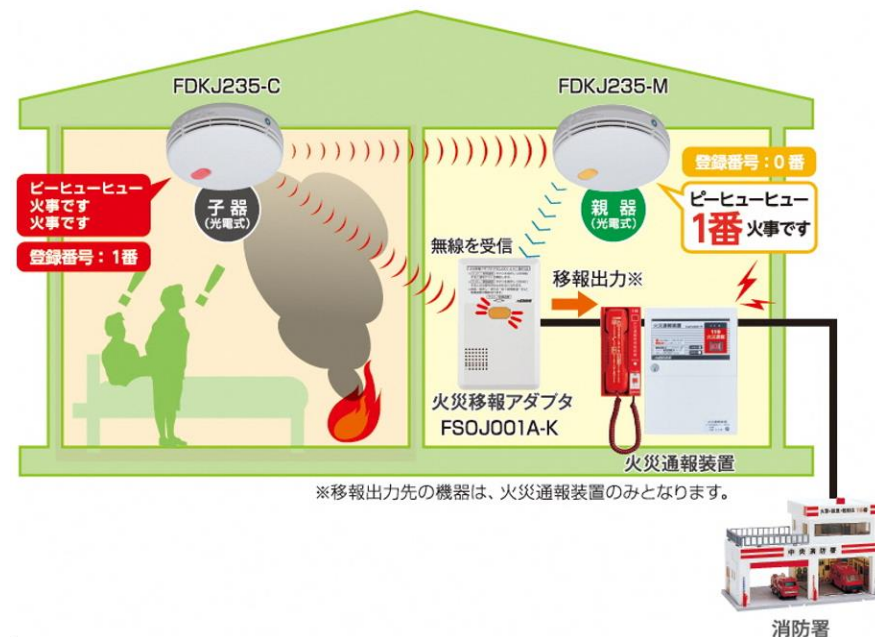 FDKJ235-C
FDKJ235-M
登録番号：0番
ピーヒューヒュー
火事です
火事です
登録番号：1番
子器
（光電式）
親器
（光電式）
ピーヒューヒュー
1番 火事です
無線を受信
移報出力※
火災移報アダプタ
FSOJ001A-K
火災通報装置
※移報出力先の機器は、火災通報装置のみとなります。
中央消防署
消防署